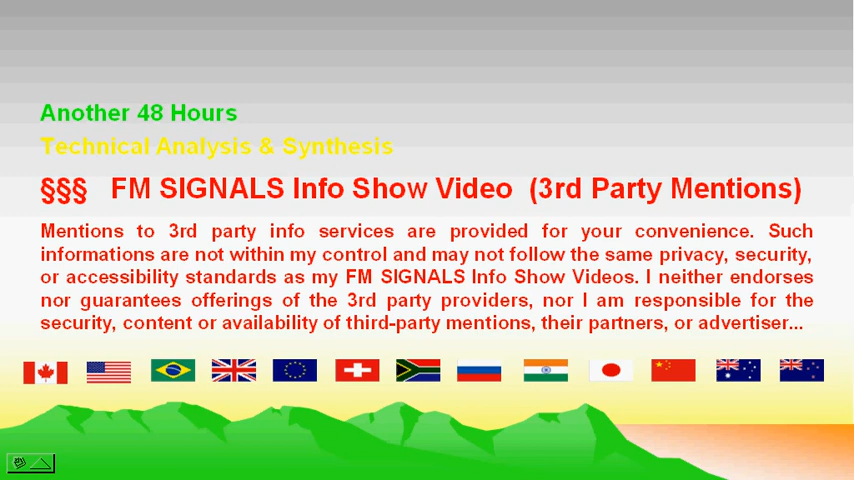 Another 48 Hours
Technical Analysis & Synthesis
§§§ FM SIGNALS Info Show Video (3rd Party Mentions)
Mentions to 3rd party info services are provided for your convenience. Such
informations are not within my control and may not follow the same privacy, security,
or accessibility standards as my FM SIGNALS Info Show Videos. I neither endorses
nor guarantees offerings of the 3rd party providers, nor I am responsible for the
security, content or availability of third-party mentions, their partners, or advertiser...